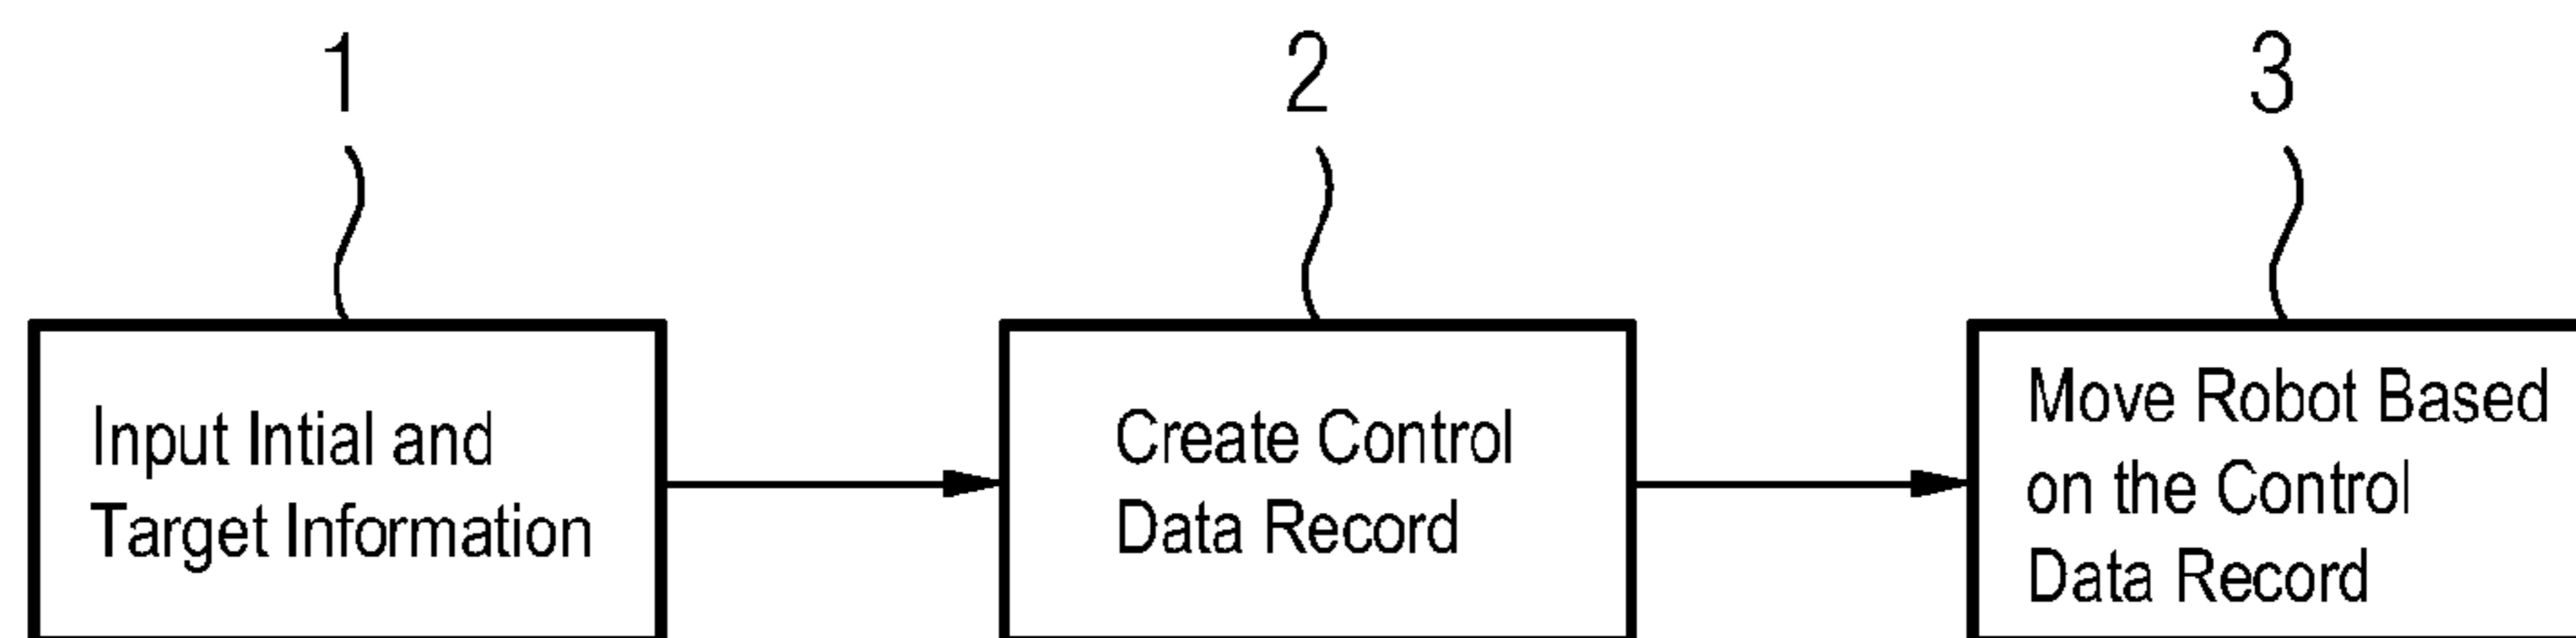 1
2
3
Input Intial and
Target Information
Create Control
Data Record
Move Robot Based
on the Control
Data Record